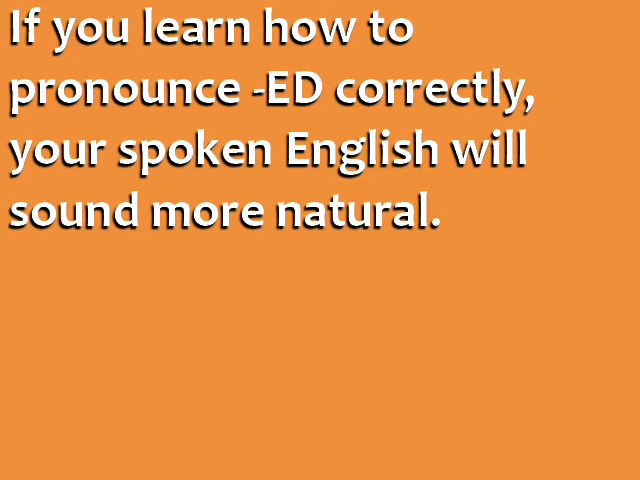 If you learn how to
pronounce -ED correctly,
your spoken English will
sound more natural.